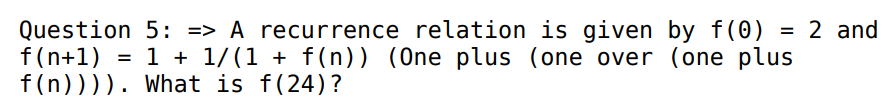 Question 5: => A recurrence relation is given by f(0) = 2 and
f(n+1) = 1 + 1/(1 + f(n)) (One plus (one over (one plus
f(n)))). What is f(24)?